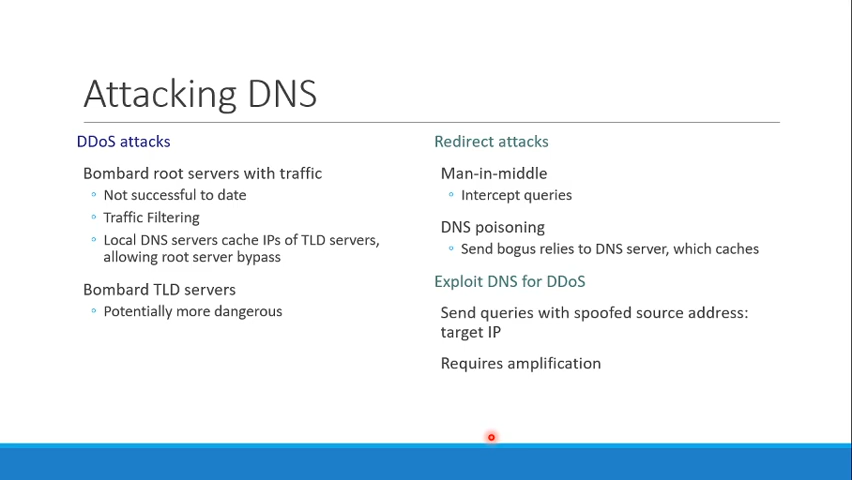 Attacking DNS
DDoS attacks
Bombard root servers with traffic
Not successful to date
Traffic Filtering
Local DNS servers cache IPs of TLD servers,
allowing root server bypass
Bombard TLD servers
Potentially more dangerous
Redirect attacks
Man-in-middle
Intercept queries
DNS poisoning
Send bogus relies to DNS server, which caches
Exploit DNS for DDoS
Send queries with spoofed source address:
target IP
Requires amplification